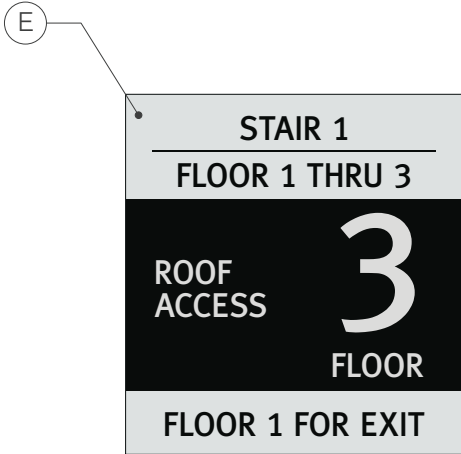 E
STAIR 1
FLOOR 1 THRU 3
ROOF
ACCESS
3
FLOOR
FLOOR 1 FOR EXIT